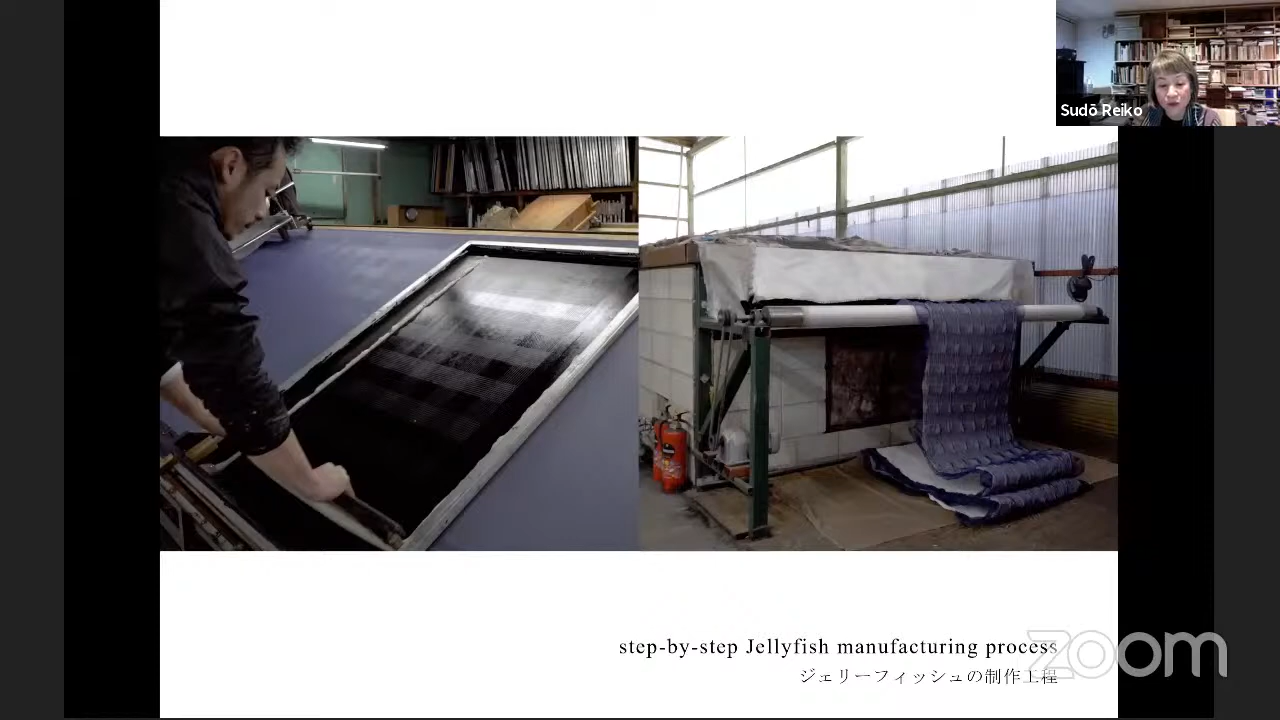 Sudō Reiko
step-by-step Jellyfish manufacturing process
ジェリーフィッシュの制作工程
zoom